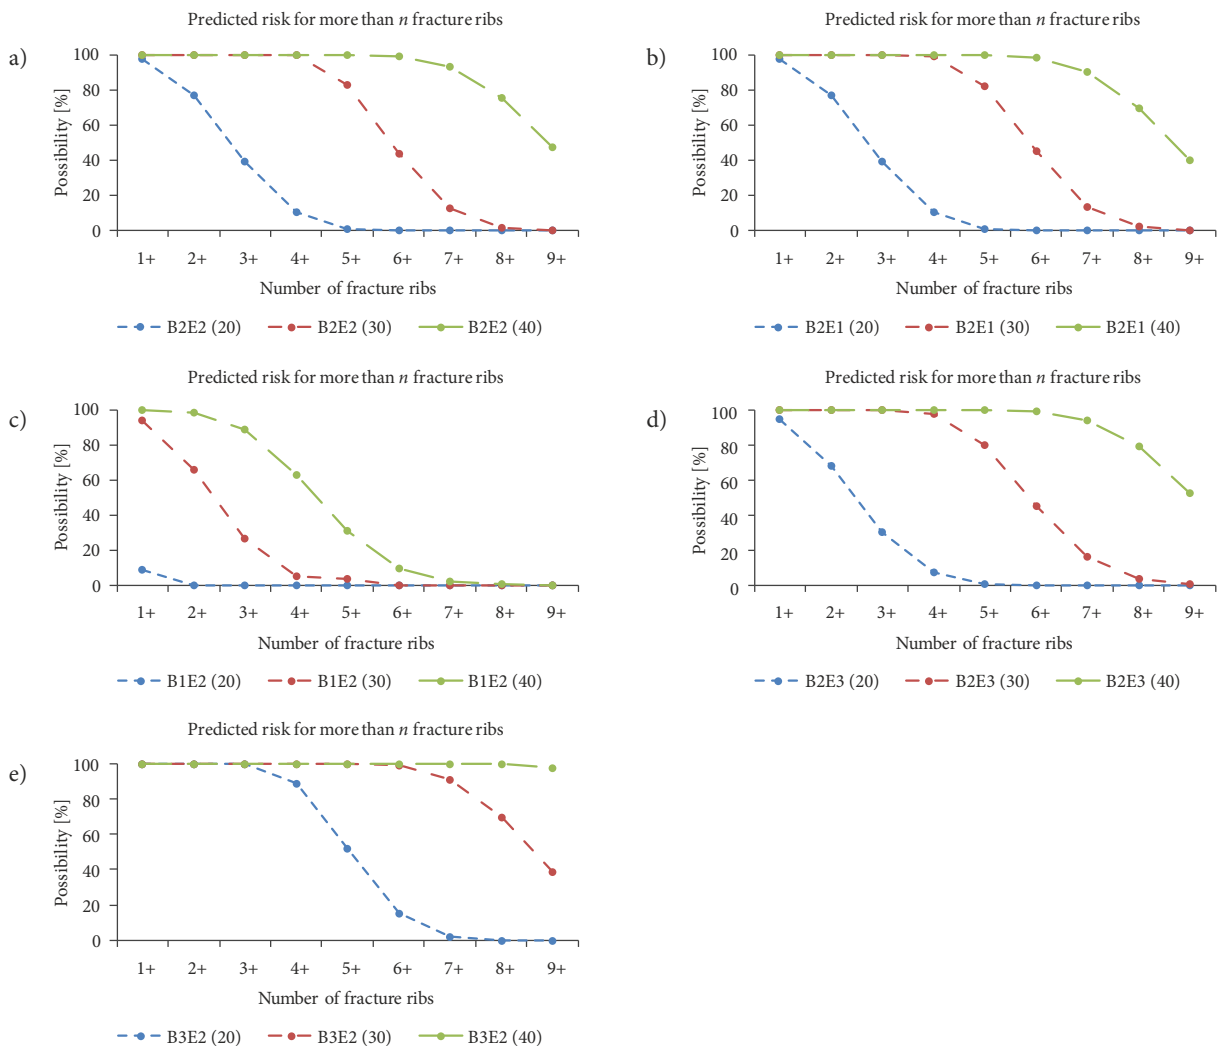 a)
Predicted risk for more than n fracture ribs
Possibility [%]
100
80
60
40
20
0
1+ 2+ 3+ 4+ 5+ 6+ 7+ 8+ 9+
Number of fracture ribs
B2E2 (20) B2E2 (30) B2E2 (40)
b)
Predicted risk for more than n fracture ribs
Possibility [%]
100
80
60
40
20
0
1+ 2+ 3+ 4+ 5+ 6+ 7+ 8+ 9+
Number of fracture ribs
B2E1 (20) B2E1 (30) B2E1 (40)
c)
Predicted risk for more than n fracture ribs
Possibility [%]
100
80
60
40
20
0
1+ 2+ 3+ 4+ 5+ 6+ 7+ 8+ 9+
Number of fracture ribs
B1E2 (20) B1E2 (30) B1E2 (40)
d)
Predicted risk for more than n fracture ribs
Possibility [%]
100
80
60
40
20
0
1+ 2+ 3+ 4+ 5+ 6+ 7+ 8+ 9+
Number of fracture ribs
B2E3 (20) B2E3 (30) B2E3 (40)
e)
Predicted risk for more than n fracture ribs
Possibility [%]
100
80
60
40
20
0
1+ 2+ 3+ 4+ 5+ 6+ 7+ 8+ 9+
Number of fracture ribs
B3E2 (20) B3E2 (30) B3E2 (40)